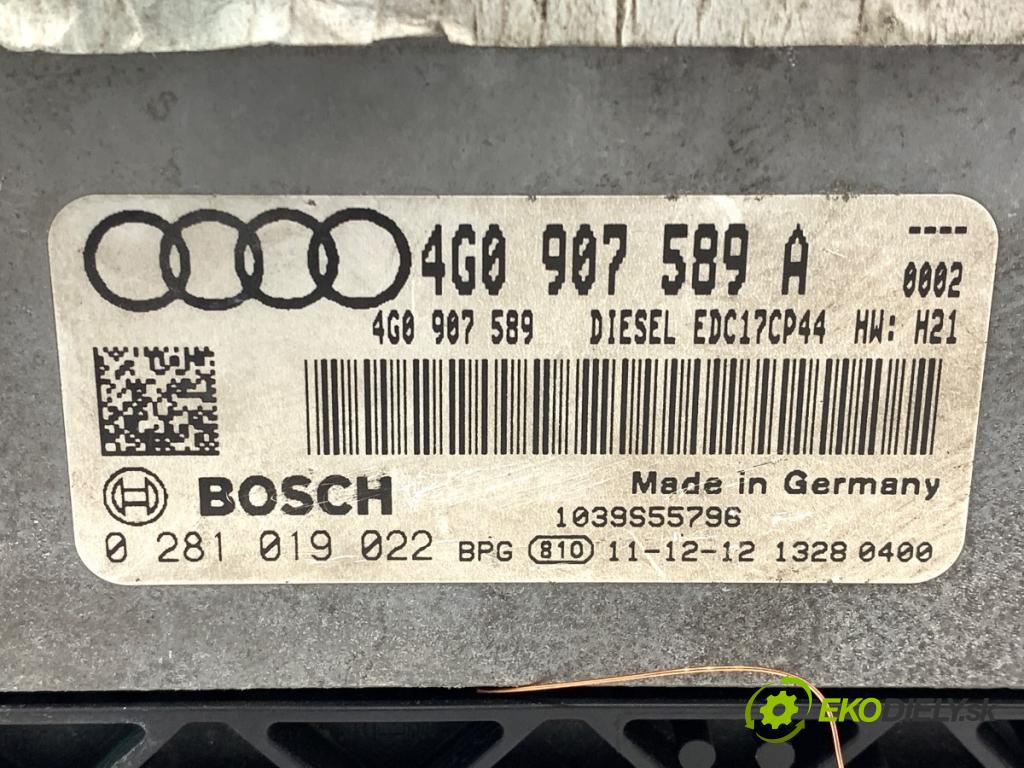 4G0 907 589 A ----
0002
4G0 907 589 DIESEL EDC17CP44 HW: H21
BOSCH Made in Germany
1039S55796
0 281 019 022 BPG 810 11-12-12 1328 0400
EKODIELY.SK